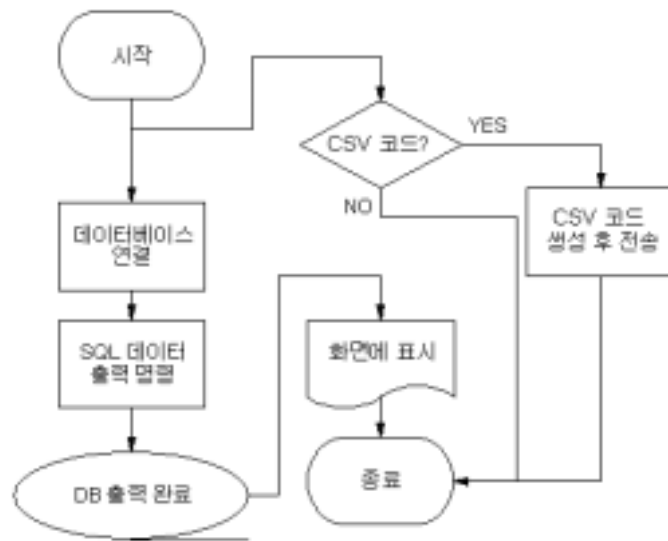 시작
CSV 코드?
YES
NO
데이터베이스
연결
CSV 코드
생성 후 전송
SQL 데이터
출력 명령
화면에 표시
DB 출력 완료
종료